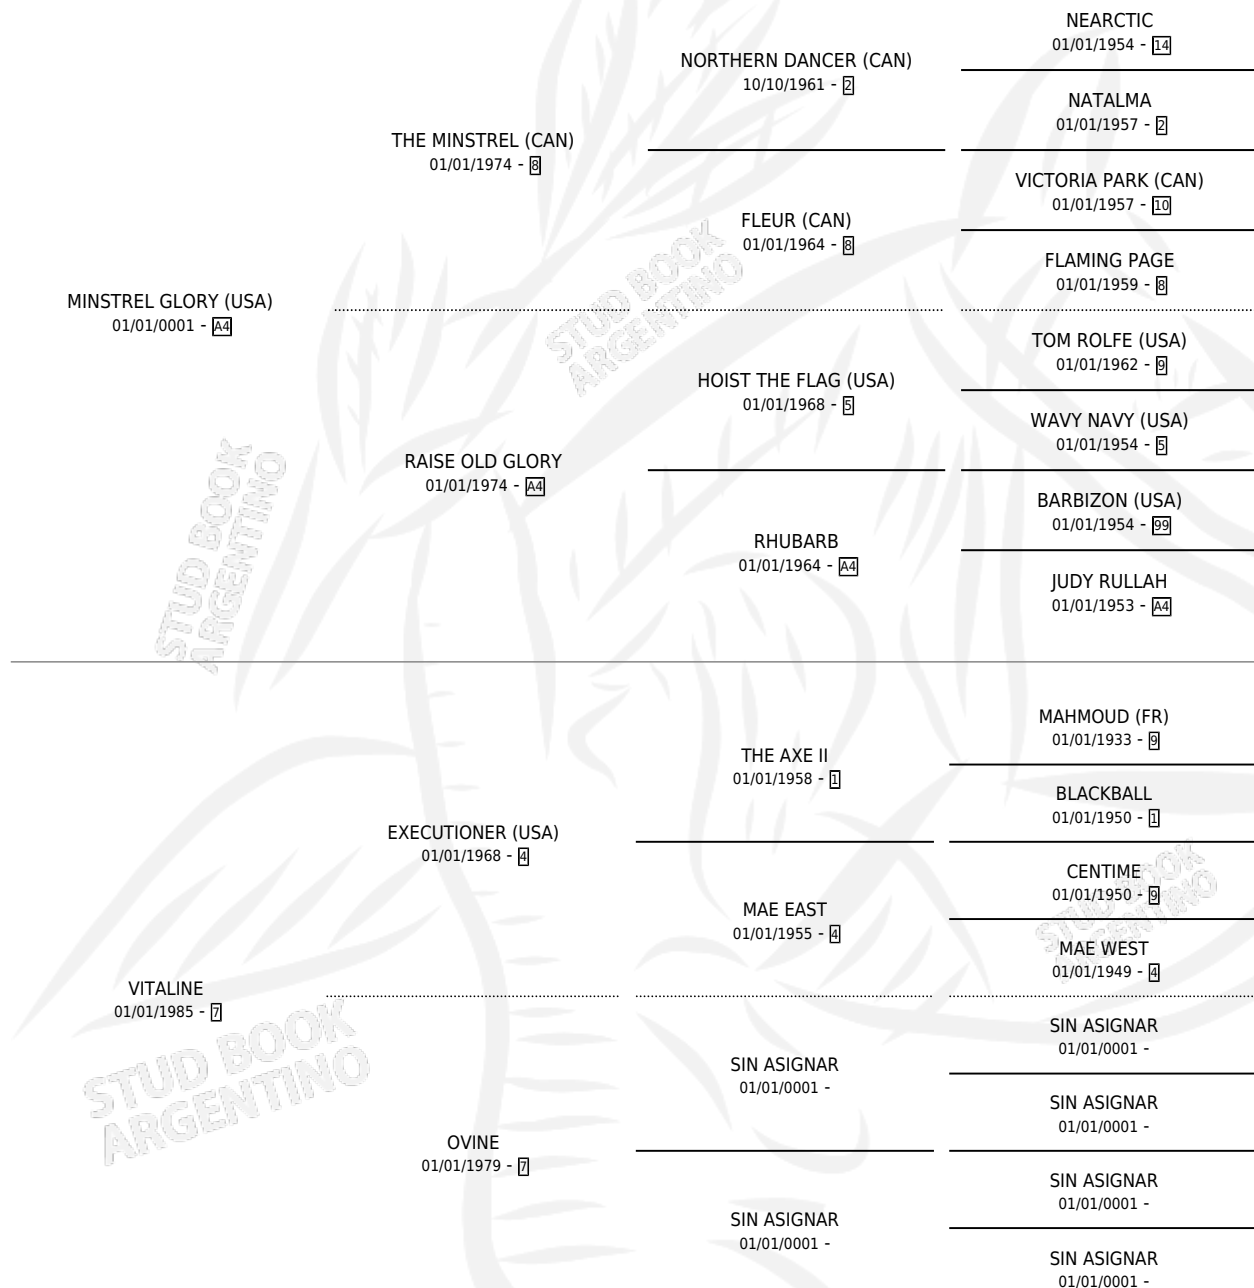 NEARCTIC
01/01/1954 - 14
NORTHERN DANCER (CAN)
10/10/1961 - 2
NATALMA
01/01/1957 - 2
THE MINSTREL (CAN)
01/01/1974 - 8
VICTORIA PARK (CAN)
01/01/1957 - 10
FLEUR (CAN)
01/01/1964 - 8
FLAMING PAGE
01/01/1959 - 8
MINSTREL GLORY (USA)
01/01/0001 - A4
TOM ROLFE (USA)
01/01/1962 - 9
HOIST THE FLAG (USA)
01/01/1968 - 5
WAVY NAVY (USA)
01/01/1954 - 5
RAISE OLD GLORY
01/01/1974 - A4
BARBIZON (USA)
01/01/1954 - 99
RHUBARB
01/01/1964 - A4
JUDY RULLAH
01/01/1953 - A4
MAHMOUD (FR)
01/01/1933 - 9
THE AXE II
01/01/1958 - 1
BLACKBALL
01/01/1950 - 1
EXECUTIONER (USA)
01/01/1968 - 4
CENTIME
01/01/1950 - 9
MAE EAST
01/01/1955 - 4
MAE WEST
01/01/1949 - 4
VITALINE
01/01/1985 - 7
SIN ASIGNAR
01/01/0001 -
SIN ASIGNAR
01/01/0001 -
SIN ASIGNAR
01/01/0001 -
OVINE
01/01/1979 - 7
SIN ASIGNAR
01/01/0001 -
SIN ASIGNAR
01/01/0001 -
SIN ASIGNAR
01/01/0001 -
STUD BOOK
ARGENTINO
STUD BOOK
ARGENTINO
STUD BOOK
ARGENTINO
STUD BOOK
ARGENTINO